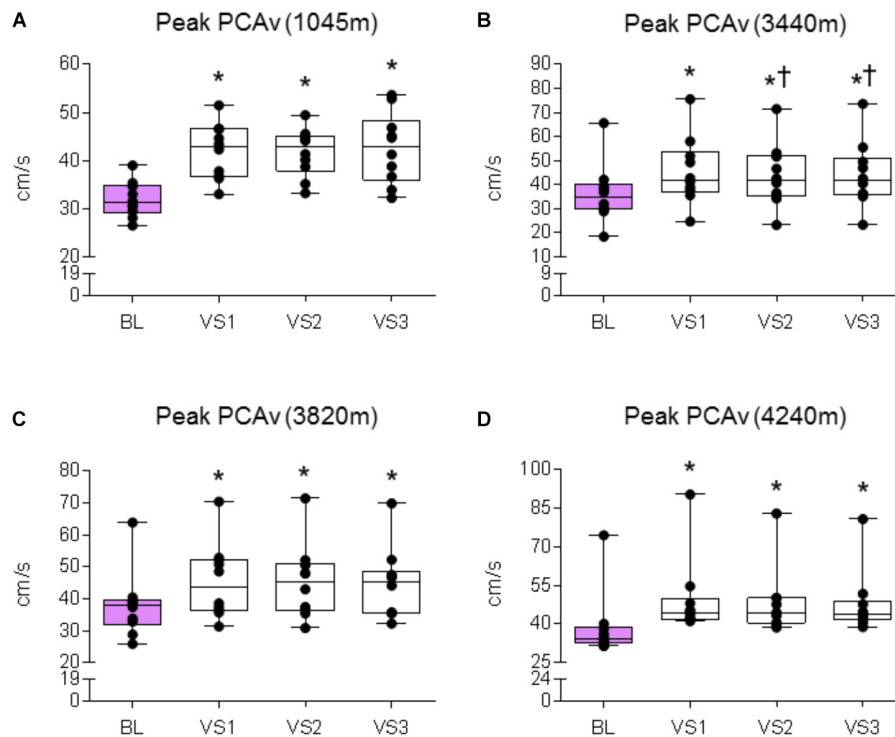 A Peak PCAv (1045m)
60
50
40
30
20
19
0
cm/s
* * *
BL VS1 VS2 VS3
B Peak PCAv (3440m)
90
80
70
60
50
40
30
20
10
9
0
cm/s
* *† *†
BL VS1 VS2 VS3
C Peak PCAv (3820m)
80
70
60
50
40
30
20
19
0
cm/s
* * *
BL VS1 VS2 VS3
D Peak PCAv (4240m)
100
85
70
55
40
25
24
0
cm/s
* * *
BL VS1 VS2 VS3